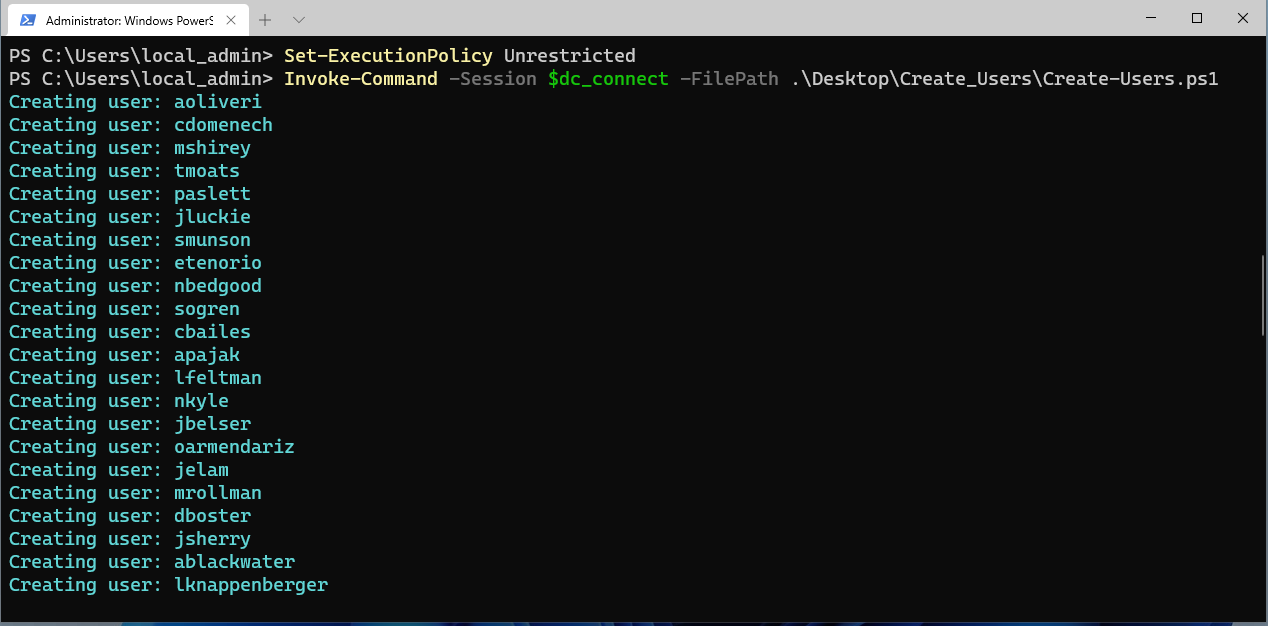 Administrator: Windows PowerS
PS C:\Users\local_admin> Set-ExecutionPolicy Unrestricted
PS C:\Users\local_admin> Invoke-Command -Session $dc_connect -FilePath .\Desktop\Create_Users\Create-Users.ps1
Creating user: aoliveri
Creating user: cdomenech
Creating user: mshirey
Creating user: tmoats
Creating user: paslett
Creating user: jluckie
Creating user: smunson
Creating user: etenorio
Creating user: nbedgood
Creating user: sogren
Creating user: cbailes
Creating user: apajak
Creating user: lfeltman
Creating user: nkyle
Creating user: jbelser
Creating user: oarmendariz
Creating user: jelam
Creating user: mrollman
Creating user: dboster
Creating user: jsherry
Creating user: ablackwater
Creating user: lknappenberger